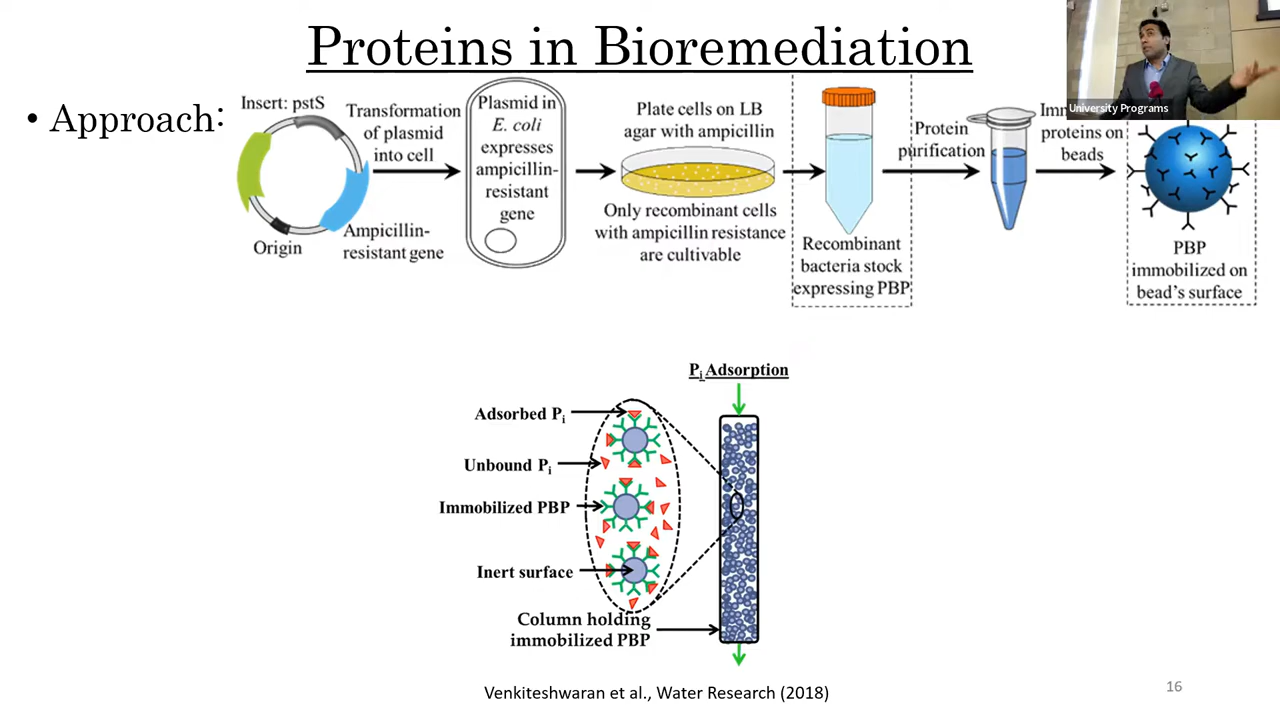 Proteins in Bioremediation
University Programs
• Approach:
Insert: pstS
Origin
Ampicillin-
resistant gene
Transformation
of plasmid
into cell
Plasmid in
E. coli
expresses
ampicillin-
resistant
gene
Plate cells on LB
agar with ampicillin
Only recombinant cells
with ampicillin resistance
are cultivable
Recombinant
bacteria stock
expressing PBP
Protein
purification
proteins on
beads
PBP
immobilized on
bead's surface
Pi Adsorption
Adsorbed Pi
Unbound Pi
Immobilized PBP
Inert surface
Column holding
immobilized PBP
Venkiteshwaran et al., Water Research (2018)
16